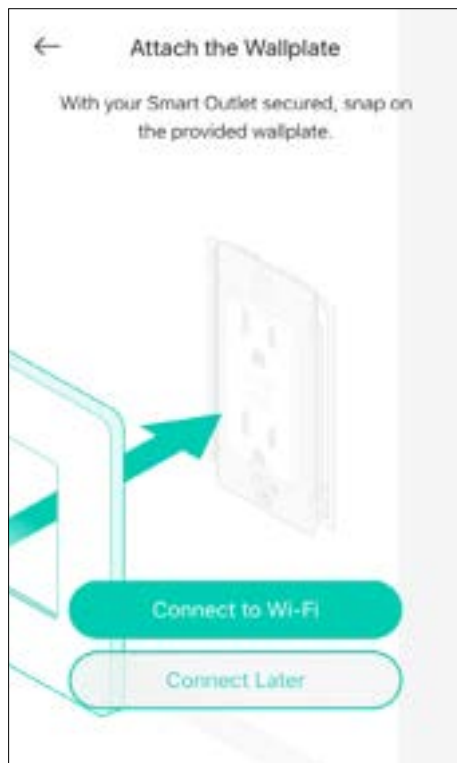 Attach the Wallplate
With your Smart Outlet secured, snap on
the provided wallplate.
Connect to Wi-Fi
Connect Later